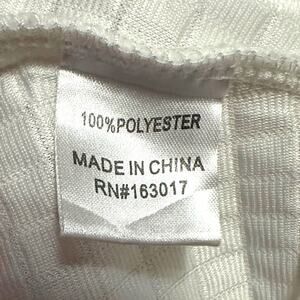 100%POLYESTER
MADE IN CHINA
RN#163017